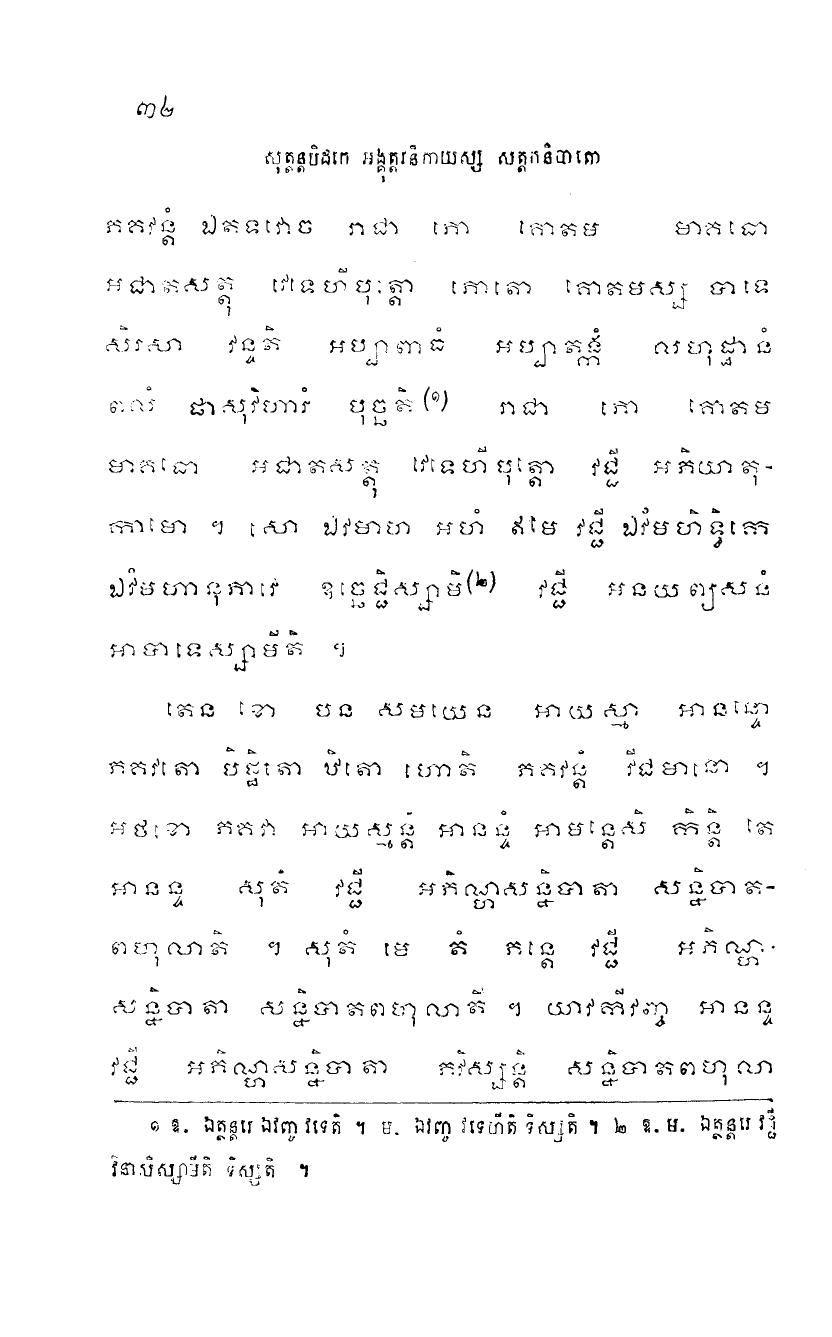 ៣២
សុត្តន្តបិដកេ អង្គុត្តរនិកាយស្ស សត្តកនិបាតោ
ភគវន្តំ ឯតទវោច រាជា ភោ គោតម មាគធោ
អជាតសត្តុ វេទេហីបុត្តោ ភោតោ គោតមស្ស បាទេ
សិរសា វន្ទតិ អប្បាពាធំ អប្បាតង្កំ លហុដ្ឋានំ
ពលំ ផាសុវិហារំ បុច្ឆតិ(១) រាជា ភោ គោតម
មាគធោ អជាតសត្តុ វេទេហីបុត្តោ វជ្ជី អភិយាតុ-
កាមោ ។ សោ ឯវមាហ អហំ ឥមេ វជ្ជី ឯវំមហិទ្ធិកេ
ឯវំមហានុភាវេ ឧច្ឆេជ្ជិស្សាមិ(២) វជ្ជី អនយព្យសនំ
អាបាទេស្សាមីតិ ។
តេន ខោ បន សមយេន អាយស្មា អានន្ទោ
ភគវតោ បិដ្ឋិតោ ឋិតោ ហោតិ ភគវន្តំ វីជមានោ ។
អថខោ ភគវា អាយស្មន្តំ អានន្ទំ អាមន្តេសិ កិន្តិ តេ
អានន្ទ សុតំ វជ្ជី អភិណ្ហសន្និបាតា សន្និបាត-
ពហុលាតិ ។ សុតំ មេ តំ ភន្តេ វជ្ជី អភិណ្ហ-
សន្និបាតា សន្និបាតពហុលាតិ ។ យាវកីវញ្ច អានន្ទ
វជ្ជី អភិណ្ហសន្និបាតា ភវិស្សន្តិ សន្និបាតពហុលា
១ ឱ. ឯត្ថន្តរេ ឯវញ្ច វទេតិ ។ ម. ឯវញ្ច វទេហីតិ ទិស្សតិ ។ ២ ឱ. ម. ឯត្ថន្តរេ វជ្ជី
វិនាសិស្សាមីតិ ទិស្សតិ ។